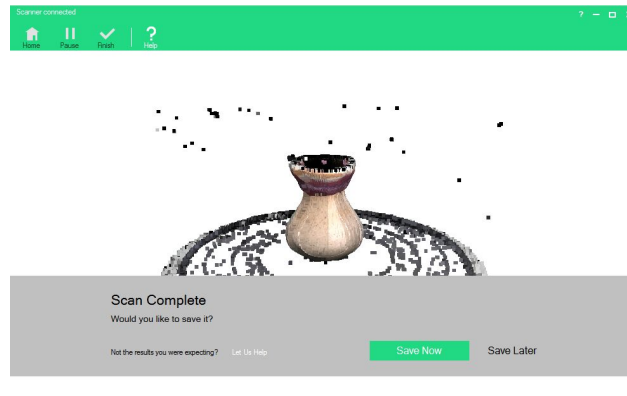 Scanner connected
?
Home Pause Finish Help
Scan Complete
Would you like to save it?
Not the results you were expecting? Let Us Help
Save Now Save Later